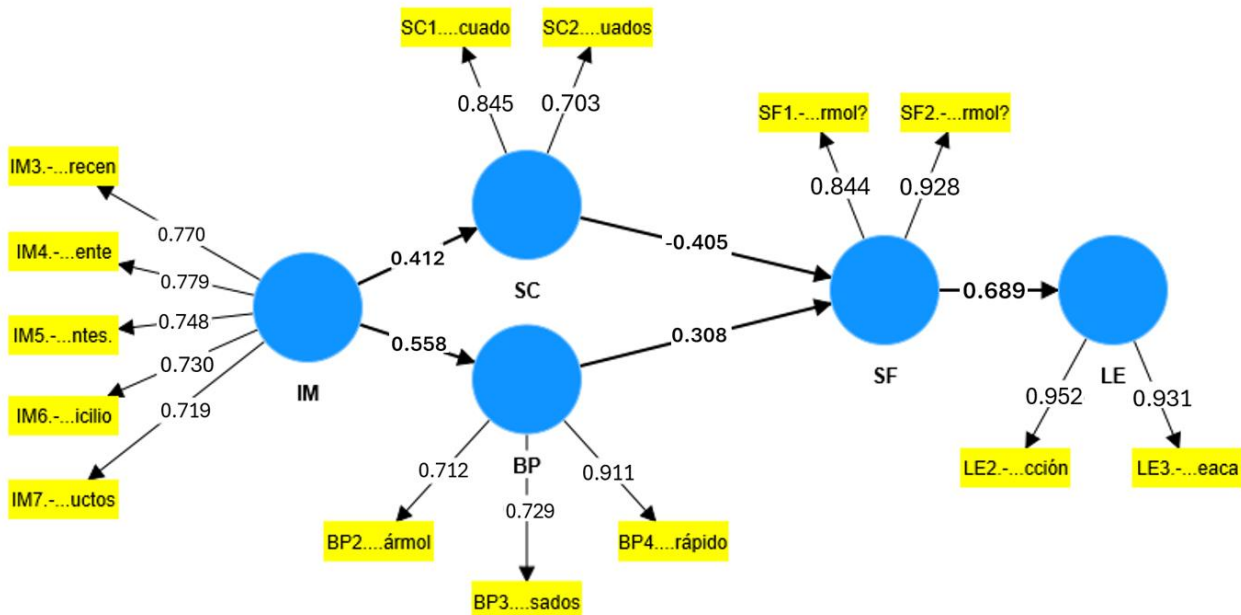 SC1....cuado
SC2....uados
0.845
0.703
SF1.-...rmol?
SF2.-...rmol?
0.844
0.928
IM3.-...recen
IM4.-...ente
IM5.-...ntes.
IM6.-...icilio
IM7.-...uctos
0.770
0.779
0.748
0.730
0.719
IM
0.412
0.558
SC
-0.405
0.308
BP
0.712
0.729
0.911
BP2....ármol
BP3....sados
BP4....rápido
SF
0.689
LE
0.952
0.931
LE2.-...cción
LE3.-...eaca